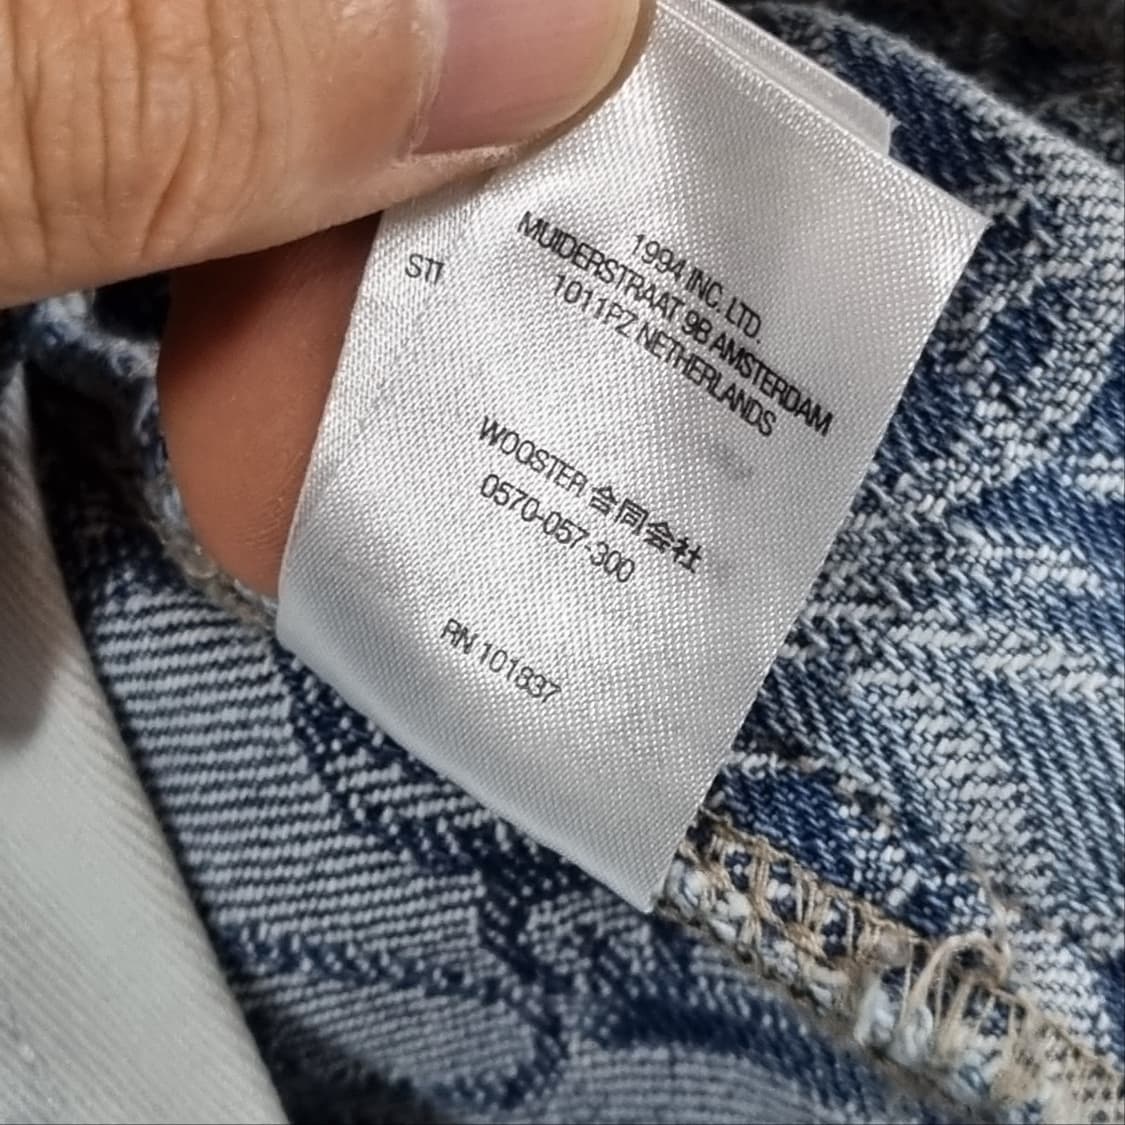 1994 INC. LTD.
MUIDERSTRAAT 9B AMSTERDAM
1011PZ NETHERLANDS
WOOSTER 合同会社
0570-057-300
RN 101837